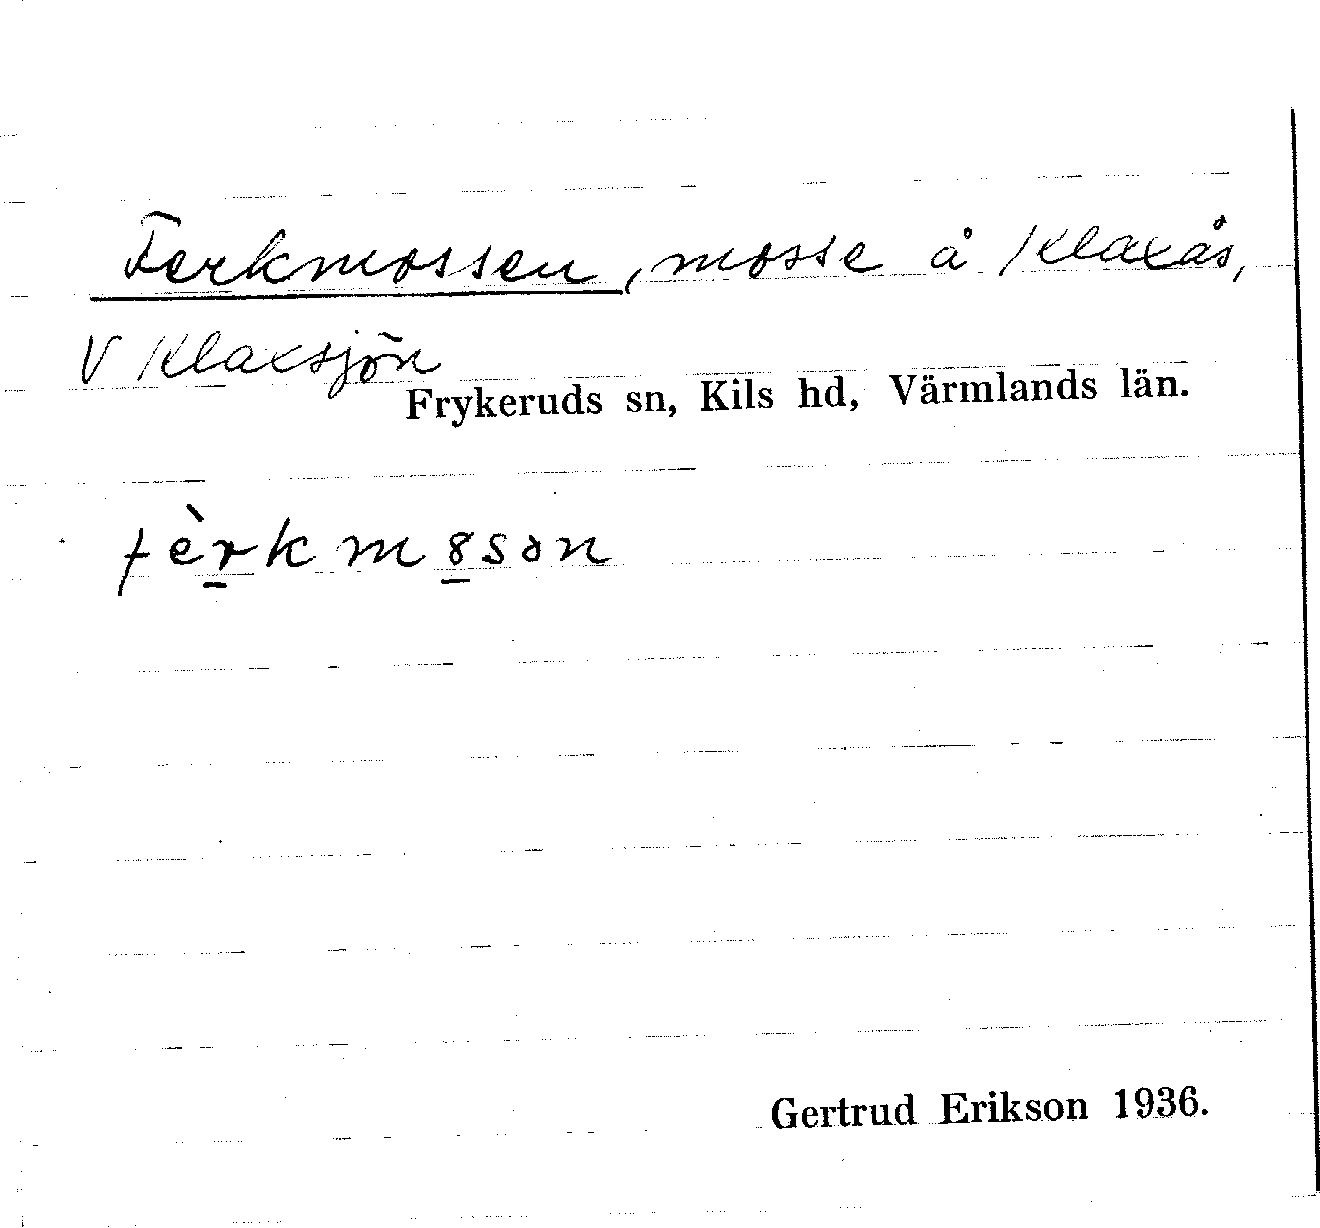 Ferkmossen, mosse å Klaxås,
V Klaxsjön
Frykeruds sn, Kils hd, Värmlands län.
fèrkm8sən
Gertrud Erikson 1936.